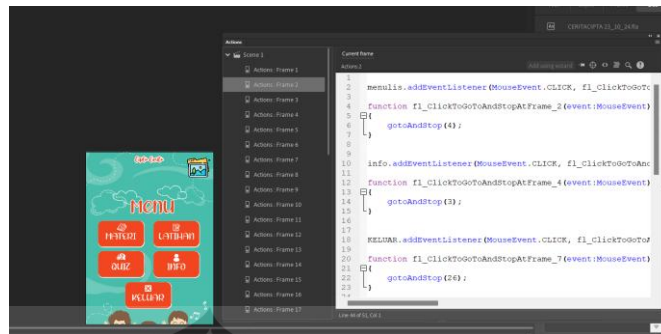 CERITACIPTA 23_10_24.fla
Actions
Scene 1
Actions : Frame 1
Actions : Frame 2
Actions : Frame 3
Actions : Frame 4
Actions : Frame 5
Actions : Frame 6
Actions : Frame 7
Actions : Frame 8
Actions : Frame 9
Actions : Frame 10
Actions : Frame 11
Actions : Frame 12
Actions : Frame 13
Actions : Frame 14
Actions : Frame 15
Actions : Frame 16
Actions : Frame 17
Current frame
Actions:2
Add using wizard
1
2 menulis.addEventListener(MouseEvent.CLICK, fl_ClickToGoTo
3
4 function fl_ClickToGoToAndStopAtFrame_2(event:MouseEvent)
5 {
6 gotoAndStop(4);
7 }
8
9
10 info.addEventListener(MouseEvent.CLICK, fl_ClickToGoToAnd
11
12 function fl_ClickToGoToAndStopAtFrame_4(event:MouseEvent)
13 {
14 gotoAndStop(3);
15 }
16
17
18 KELUAR.addEventListener(MouseEvent.CLICK, fl_ClickToGoToA
19
20 function fl_ClickToGoToAndStopAtFrame_7(event:MouseEvent)
21 {
22 gotoAndStop(26);
23 }
Menu
MATERI
LATIHAN
QUIZ
INFO
KELUAR